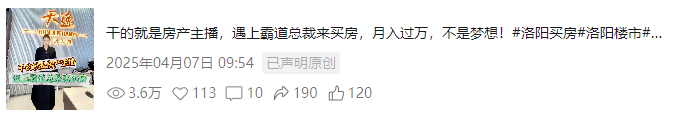 天逸
干的就是房产主播，遇上霸道总裁来买房，月入过万，不是梦想！#洛阳买房#洛阳楼市#...
2025年04月07日 09:54 已声明原创
3.6万 113 10 190 120